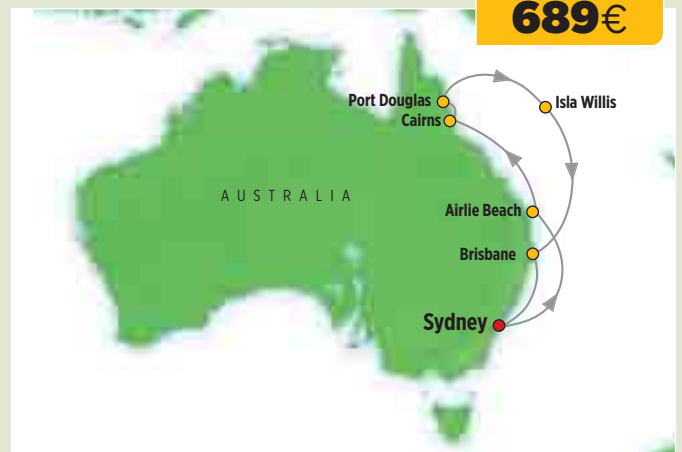 689€
Port Douglas
Isla Willis
Cairns
AUSTRALIA
Airlie Beach
Brisbane
Sydney